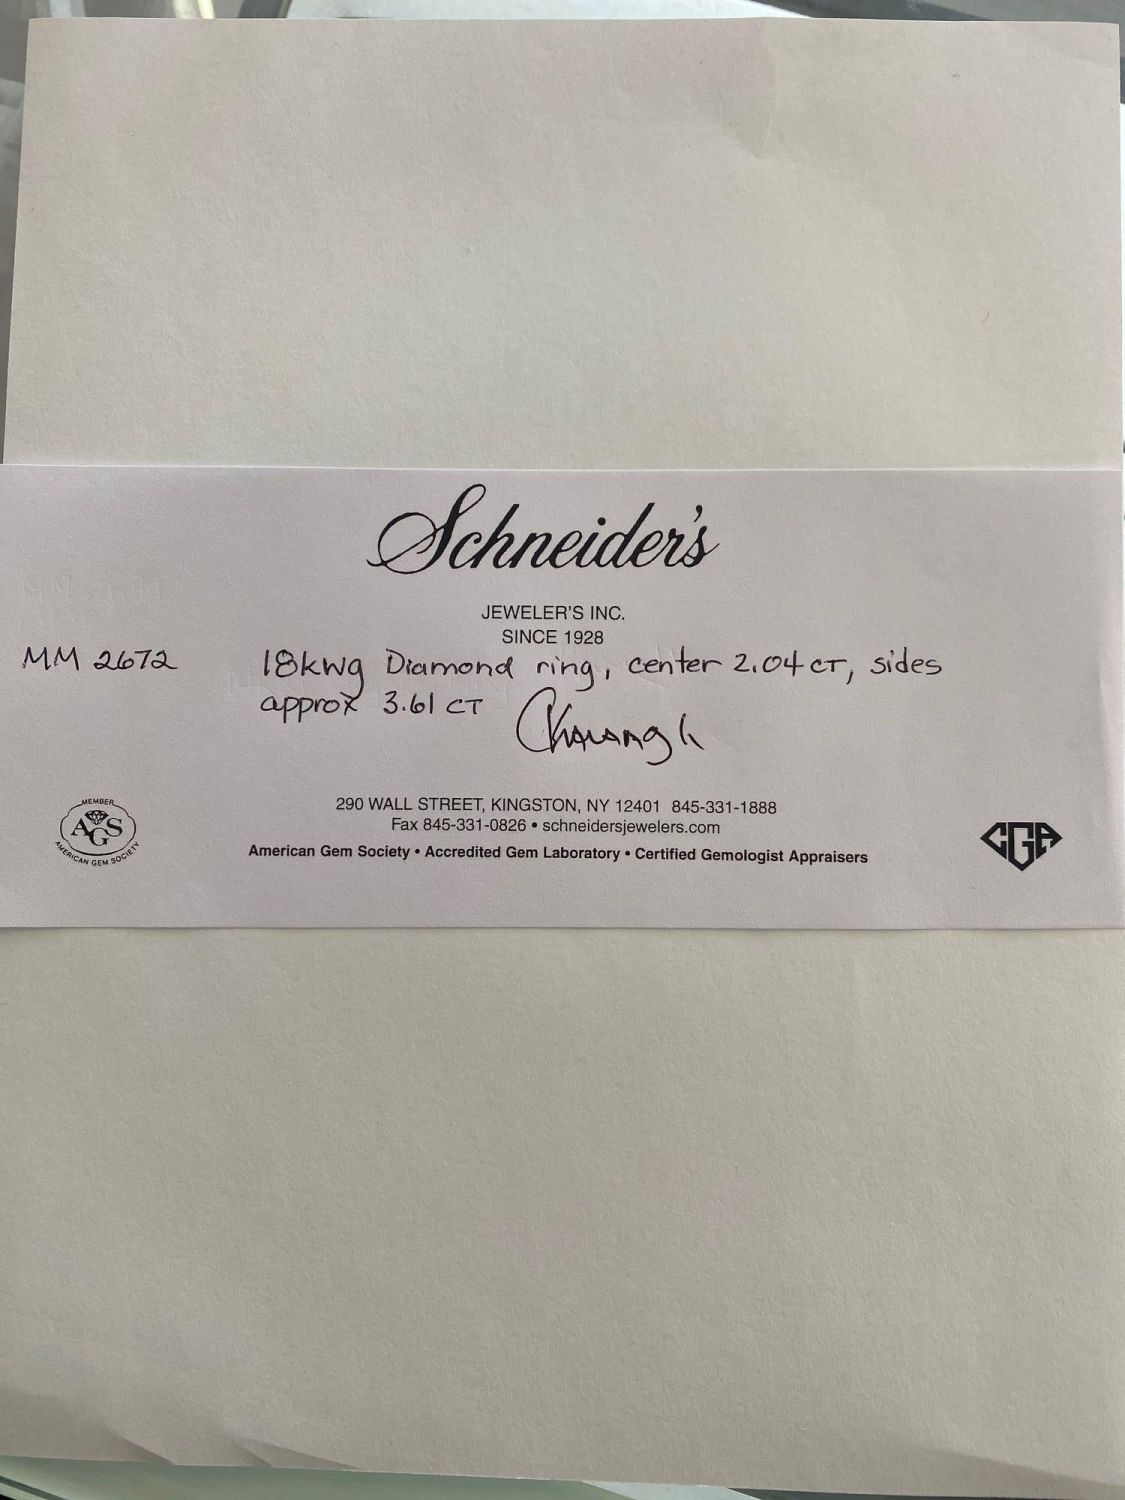 Schneider's
JEWELER'S INC.
SINCE 1928
MM 2672 18kwg Diamond ring, center 2.04 CT, sides
approx 3.61 CT
MEMBER
AGS
AMERICAN GEM SOCIETY
290 WALL STREET, KINGSTON, NY 12401 845-331-1888
Fax 845-331-0826 • schneidersjewelers.com
American Gem Society • Accredited Gem Laboratory • Certified Gemologist Appraisers
CGA